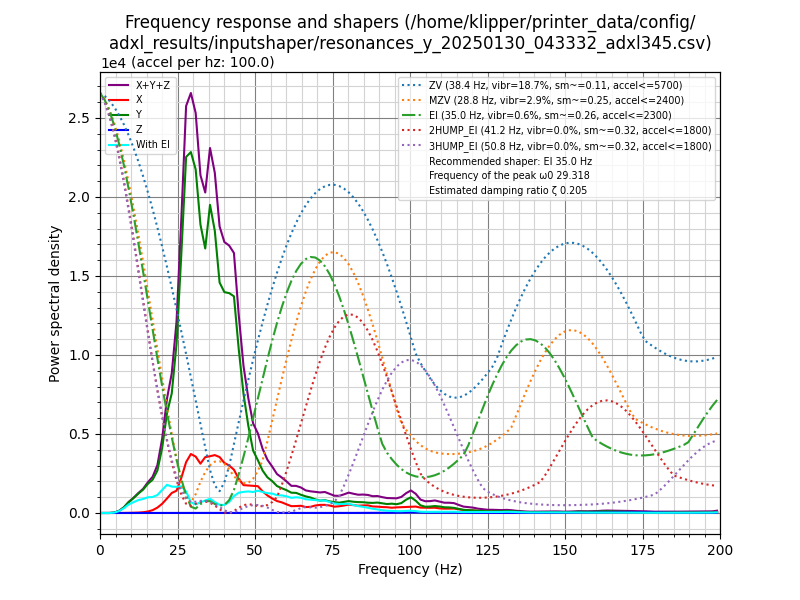 Frequency response and shapers (/home/klipper/printer_data/config/
adxl_results/inputshaper/resonances_y_20250130_043332_adxl345.csv)
1e4 (accel per hz: 100.0)
X+Y+Z
X
Y
Z
With EI
ZV (38.4 Hz, vibr=18.7%, sm~=0.11, accel<=5700)
MZV (28.8 Hz, vibr=2.9%, sm~=0.25, accel<=2400)
EI (35.0 Hz, vibr=0.6%, sm~=0.26, accel<=2300)
2HUMP_EI (41.2 Hz, vibr=0.0%, sm~=0.32, accel<=1800)
3HUMP_EI (50.8 Hz, vibr=0.0%, sm~=0.32, accel<=1800)
Recommended shaper: EI 35.0 Hz
Frequency of the peak ω0 29.318
Estimated damping ratio ζ 0.205
Power spectral density
2.5
2.0
1.5
1.0
0.5
0.0
0 25 50 75 100 125 150 175 200
Frequency (Hz)